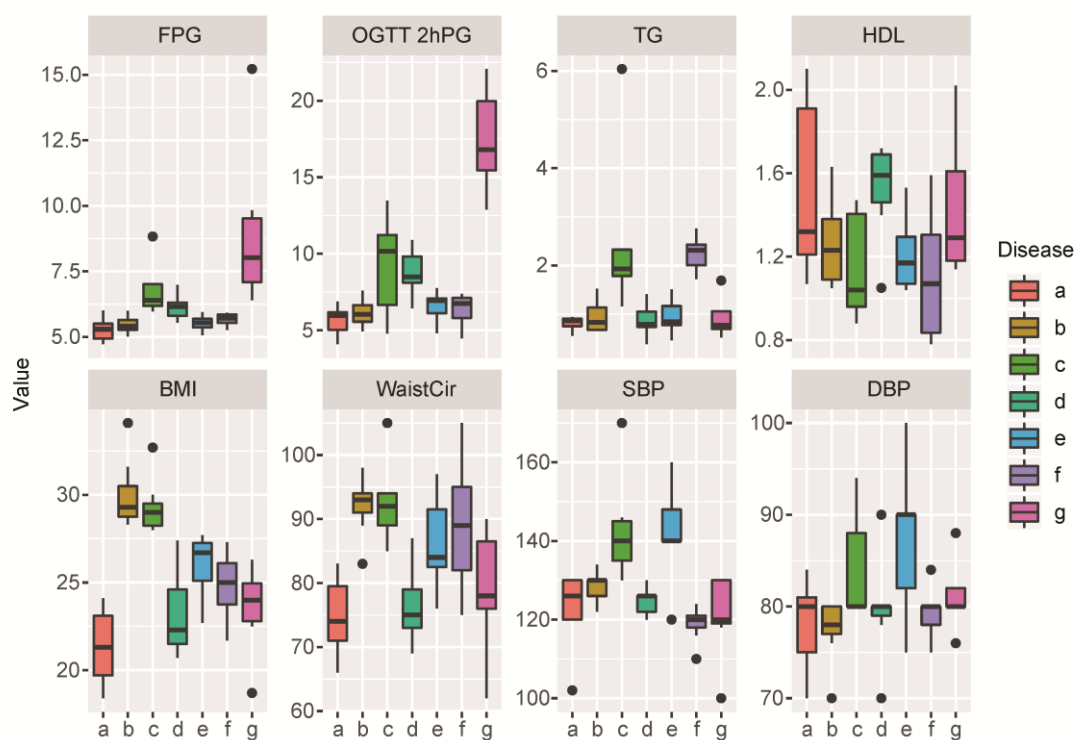 FPG OGTT 2hPG TG HDL
15.0
12.5
10.0
7.5
5.0
20
15
10
5
6
4
2
2.0
1.6
1.2
0.8
Value
BMI WaistCir SBP DBP
30
25
20
100
90
80
70
60
160
140
120
100
100
90
80
70
a b c d e f g a b c d e f g a b c d e f g a b c d e f g
Disease
a
b
c
d
e
f
g